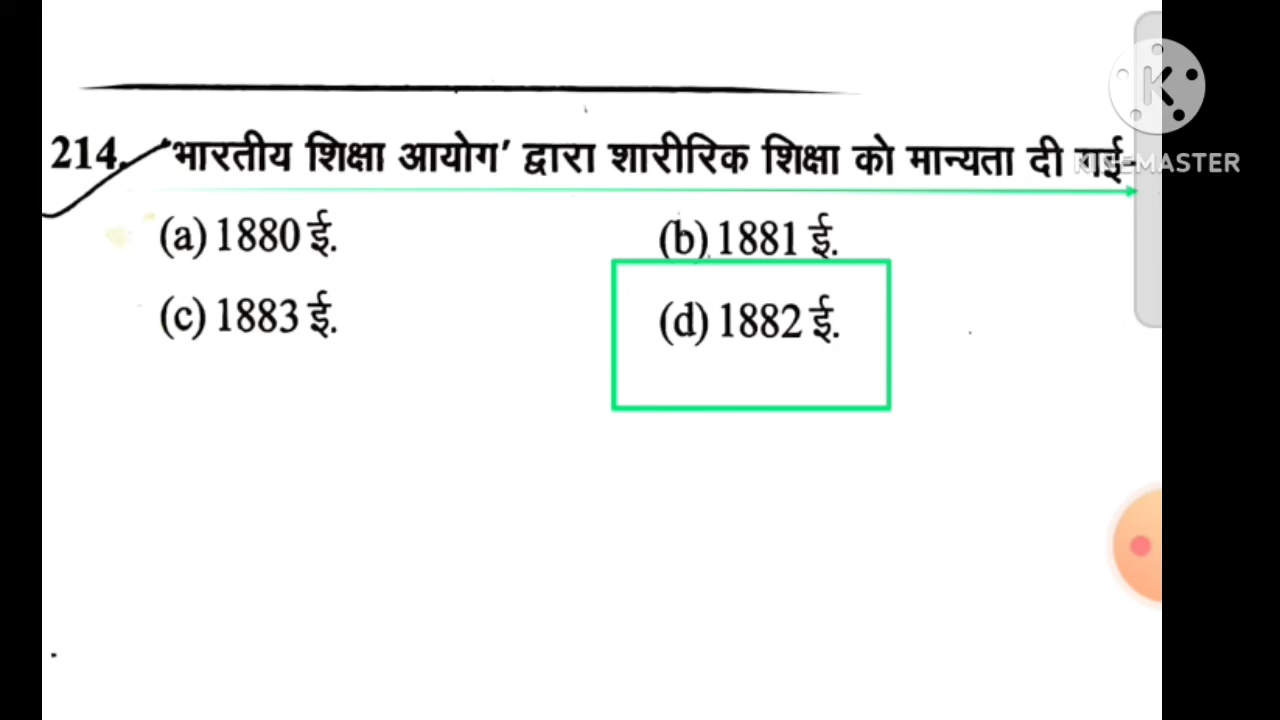 214. 'भारतीय शिक्षा आयोग' द्वारा शारीरिक शिक्षा को मान्यता दी गई-
(a) 1880 ई. (b) 1881 ई.
(c) 1883 ई. (d) 1882 ई.
K
KINEMASTER